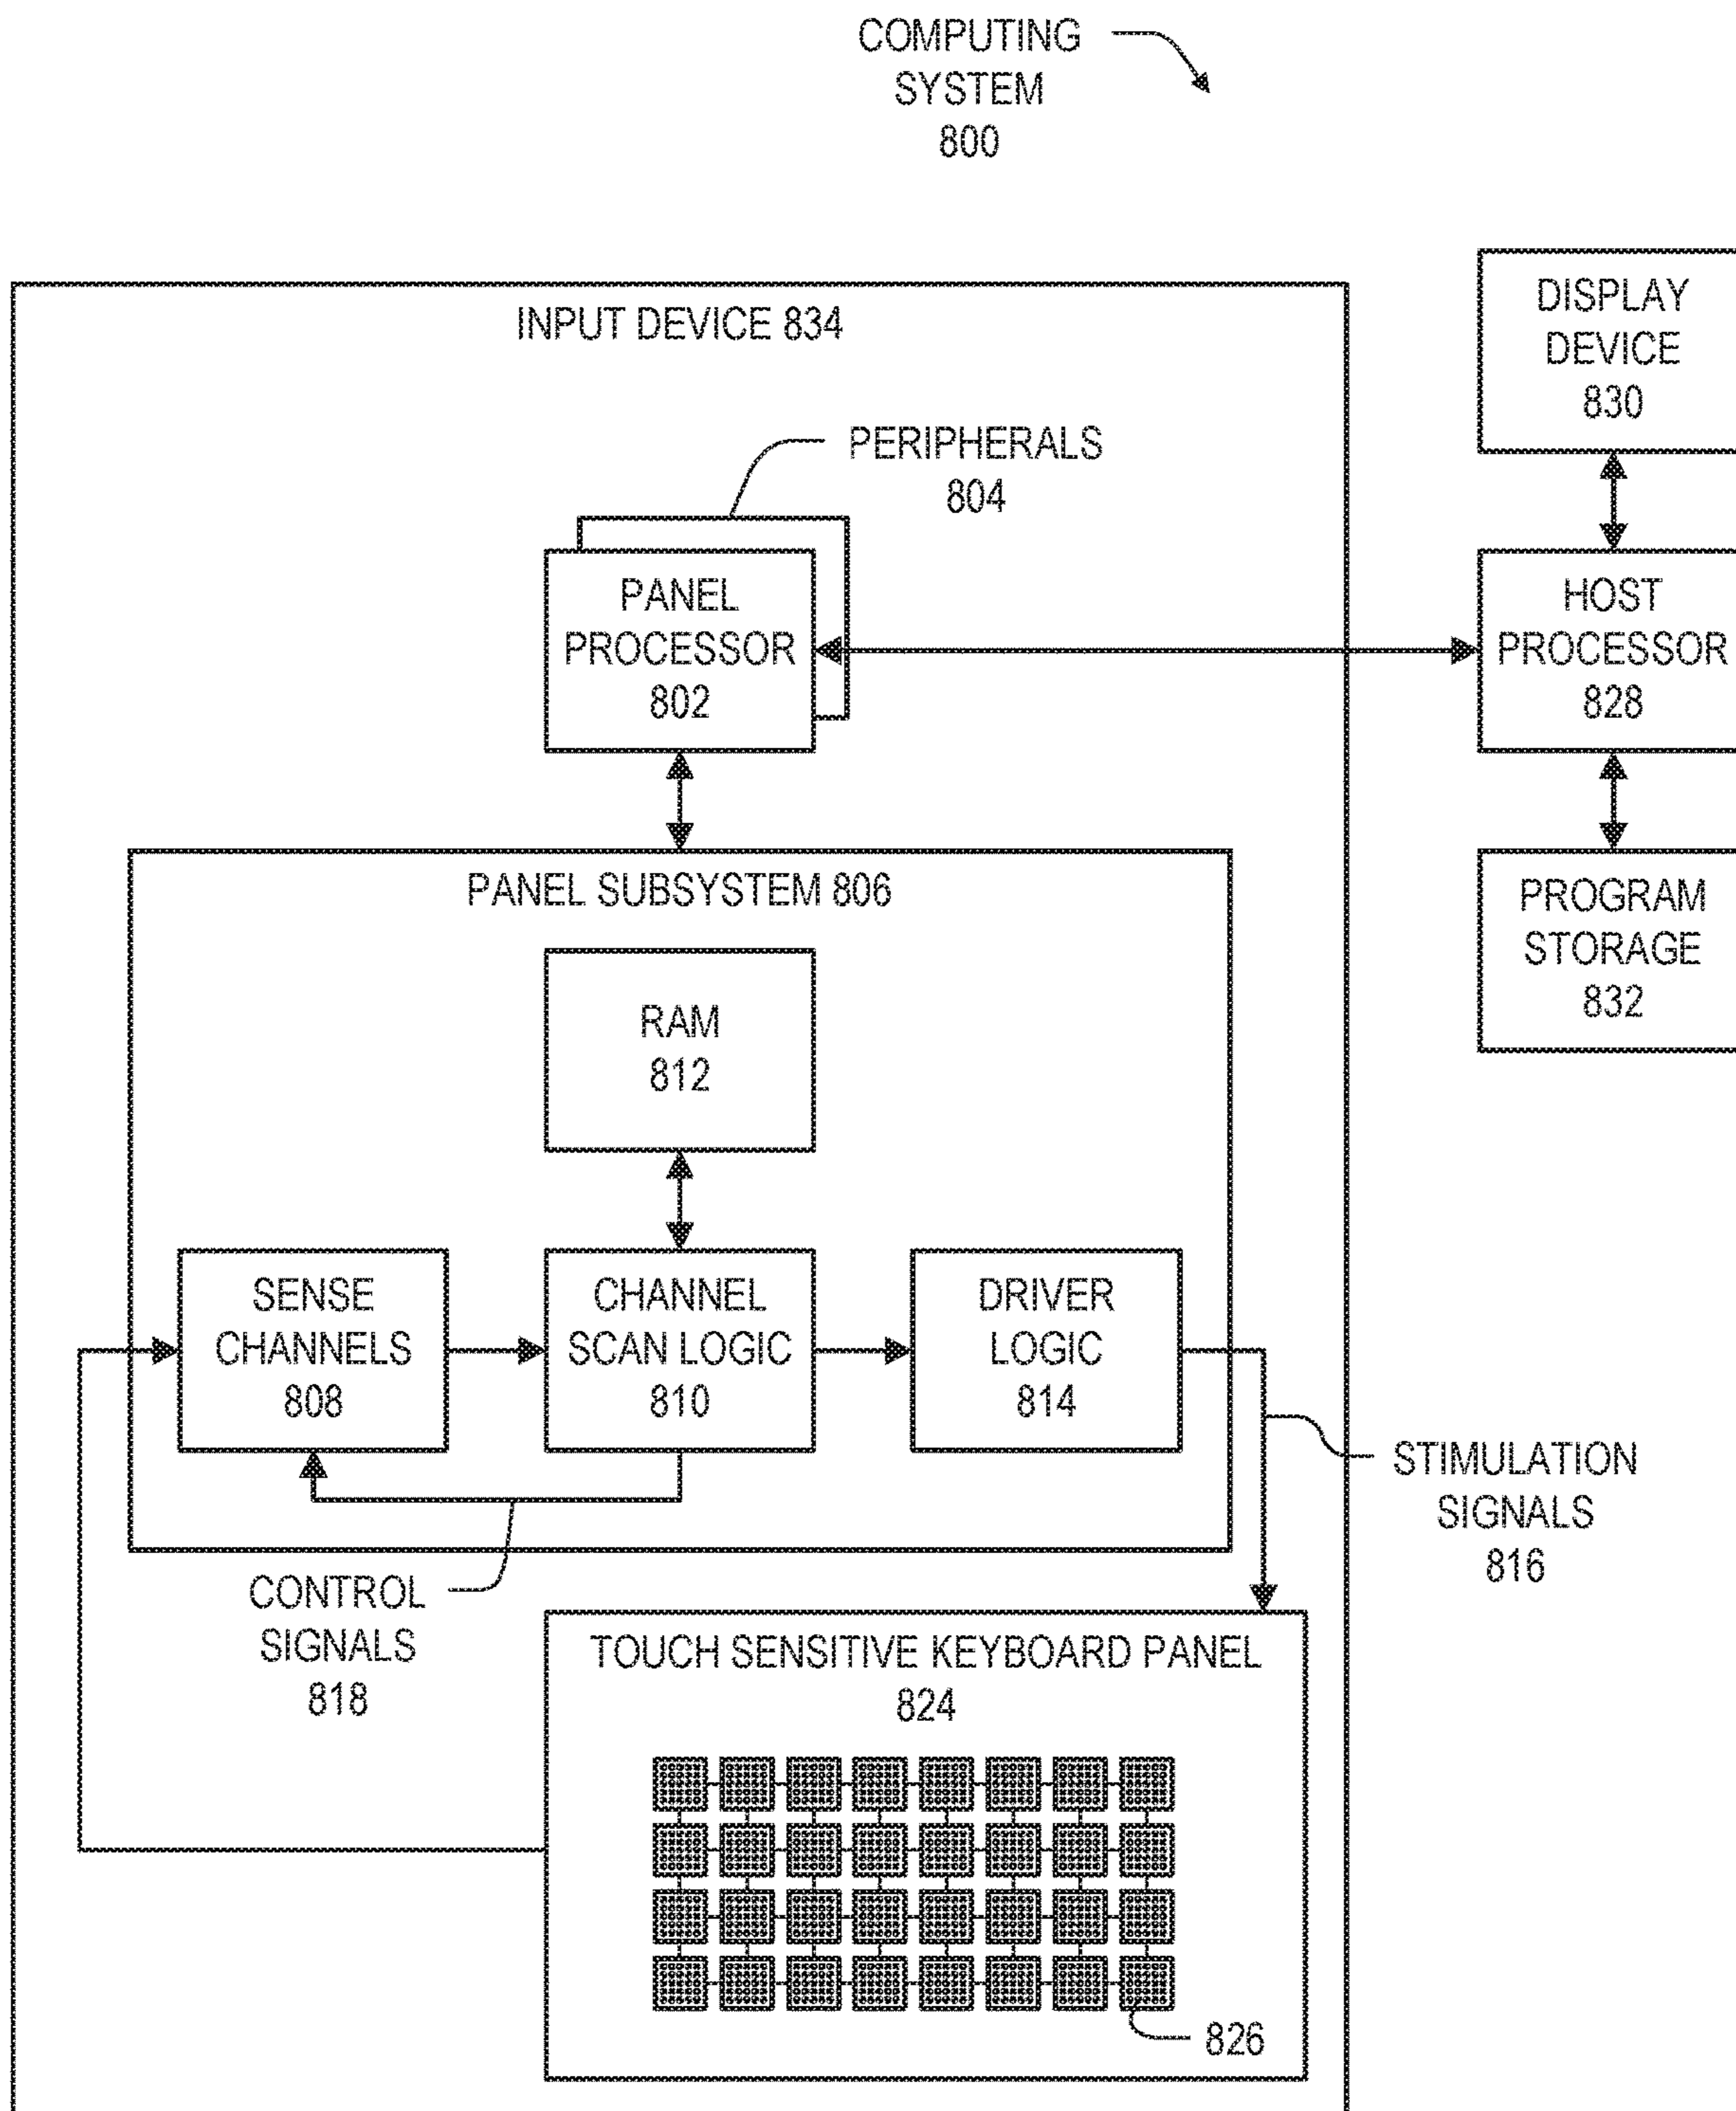 COMPUTING
SYSTEM
800
INPUT DEVICE 834
DISPLAY
DEVICE
830
PERIPHERALS
804
PANEL
PROCESSOR
802
HOST
PROCESSOR
828
PANEL SUBSYSTEM 806
PROGRAM
STORAGE
832
RAM
812
SENSE
CHANNELS
808
CHANNEL
SCAN LOGIC
810
DRIVER
LOGIC
814
STIMULATION
SIGNALS
816
CONTROL
SIGNALS
818
TOUCH SENSITIVE KEYBOARD PANEL
824
826